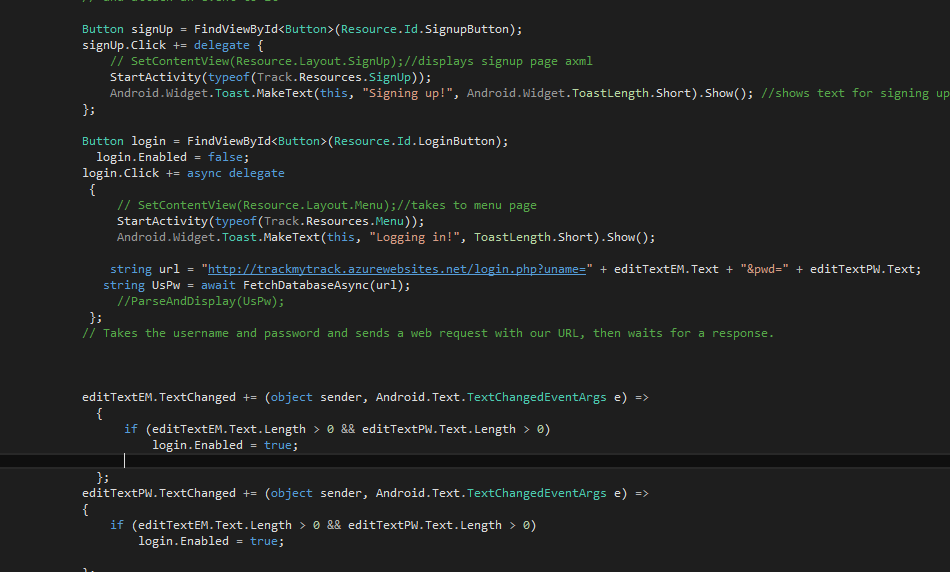 // and attach an event to it
Button signUp = FindViewById<Button>(Resource.Id.SignupButton);
signUp.Click += delegate {
// SetContentView(Resource.Layout.SignUp);//displays signup page axml
StartActivity(typeof(Track.Resources.SignUp));
Android.Widget.Toast.MakeText(this, "Signing up!", Android.Widget.ToastLength.Short).Show(); //shows text for signing up
};
Button login = FindViewById<Button>(Resource.Id.LoginButton);
login.Enabled = false;
login.Click += async delegate
{
// SetContentView(Resource.Layout.Menu);//takes to menu page
StartActivity(typeof(Track.Resources.Menu));
Android.Widget.Toast.MakeText(this, "Logging in!", ToastLength.Short).Show();
string url = "http://trackmytrack.azurewebsites.net/login.php?uname=" + editTextEM.Text + "&pwd=" + editTextPW.Text;
string UsPw = await FetchDatabaseAsync(url);
//ParseAndDisplay(UsPw);
};
// Takes the username and password and sends a web request with our URL, then waits for a response.
editTextEM.TextChanged += (object sender, Android.Text.TextChangedEventArgs e) =>
{
if (editTextEM.Text.Length > 0 && editTextPW.Text.Length > 0)
login.Enabled = true;
};
editTextPW.TextChanged += (object sender, Android.Text.TextChangedEventArgs e) =>
{
if (editTextEM.Text.Length > 0 && editTextPW.Text.Length > 0)
login.Enabled = true;
};